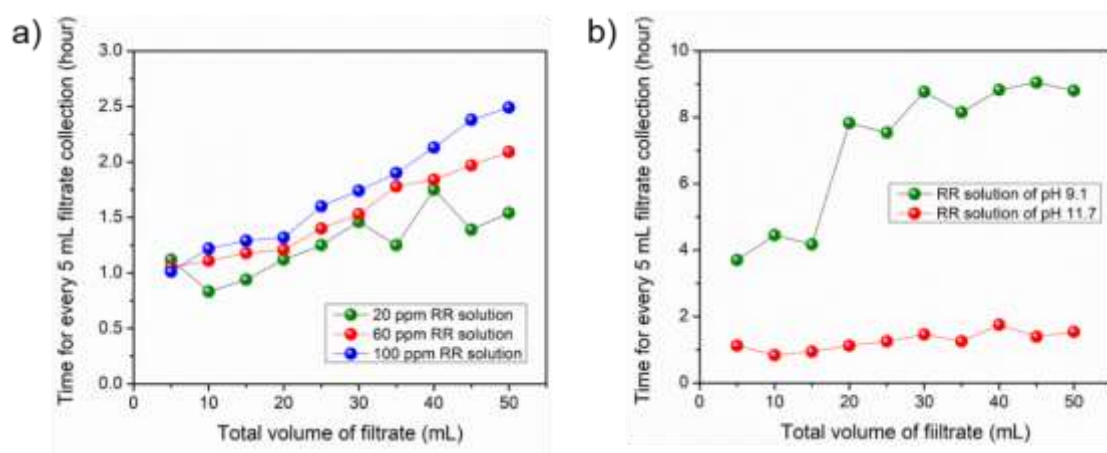 a)
Time for every 5 mL filtrate collection (hour)
3.0
2.5
2.0
1.5
1.0
0.5
0.0
0
10
20
30
40
50
Total volume of filtrate (mL)
20 ppm RR solution
60 ppm RR solution
100 ppm RR solution
b)
Time for every 5 mL filtrate collection (hour)
10
8
6
4
2
0
0
10
20
30
40
50
Total volume of fiiltrate (mL)
RR solution of pH 9.1
RR solution of pH 11.7